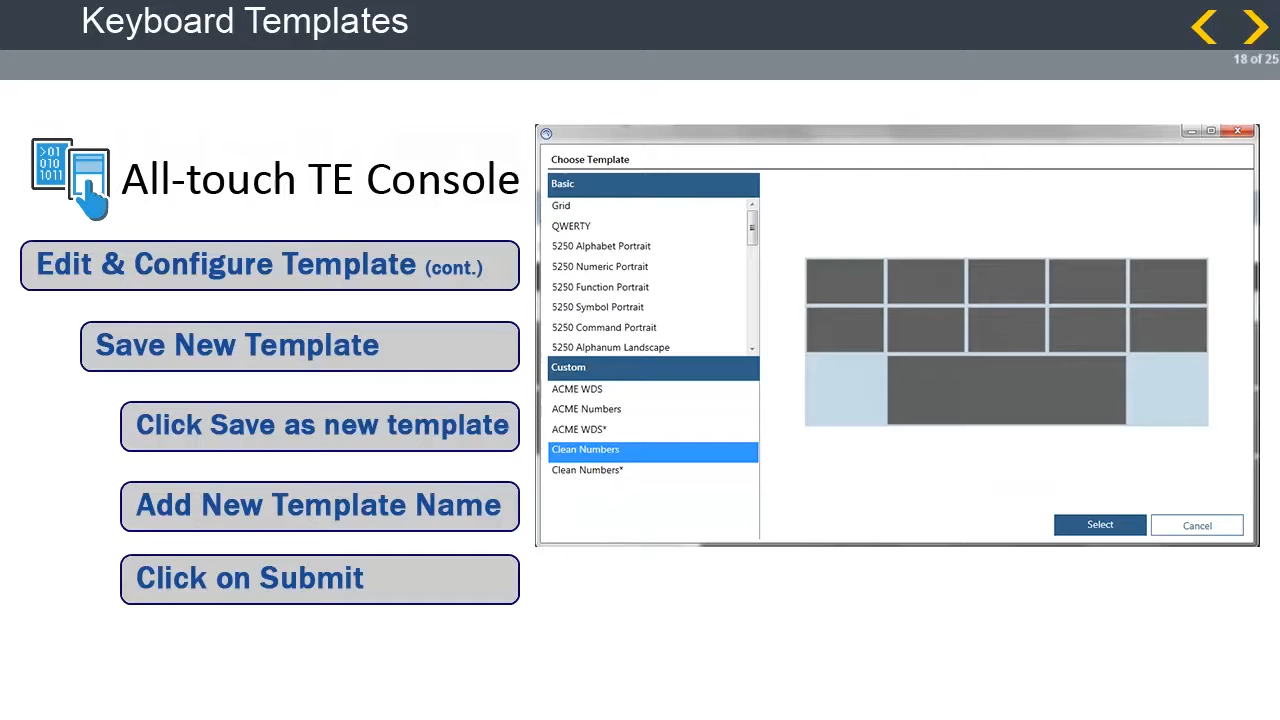 Keyboard Templates
18 of 25
>01
010
1011
All-touch TE Console
Edit & Configure Template (cont.)
Save New Template
Click Save as new template
Add New Template Name
Click on Submit
Choose Template
Basic
Grid
QWERTY
5250 Alphabet Portrait
5250 Numeric Portrait
5250 Function Portrait
5250 Symbol Portrait
5250 Command Portrait
5250 Alphanum Landscape
Custom
ACME WDS
ACME Numbers
ACME WDS*
Clean Numbers
Clean Numbers*
Select
Cancel